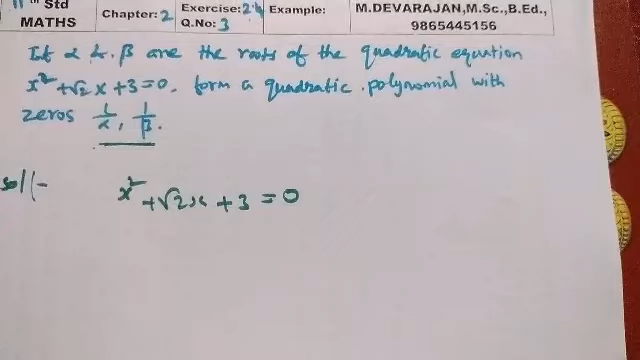 11th Std
MATHS
Chapter: 2
Exercise: 2.4
Q.No: 3
Example:
M.DEVARAJAN,M.Sc.,B.Ed.,
9865445156
If α & β are the roots of the quadratic equation
x²+√2x+3=0, form a quadratic polynomial with
zeros 1/α, 1/β.
sol/:-
x²+√2x+3=0